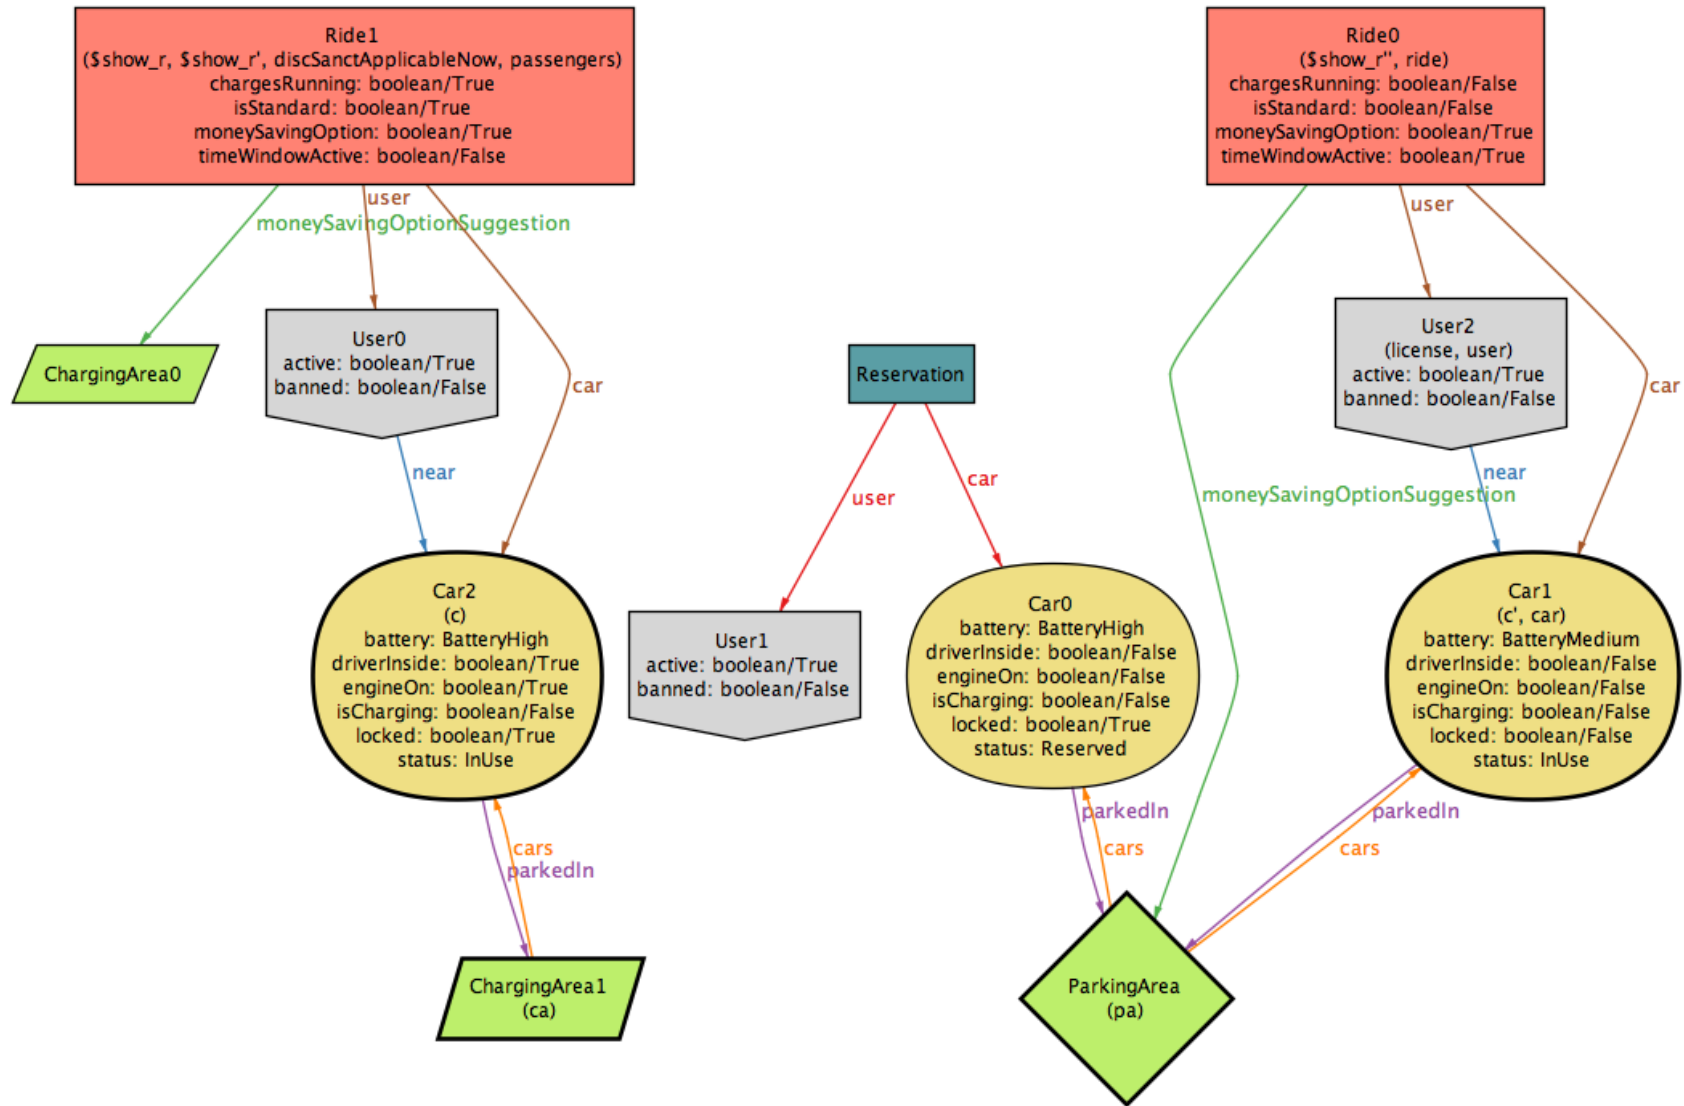 Ride1
($show_r, $show_r', discSanctApplicableNow, passengers)
chargesRunning: boolean/True
isStandard: boolean/True
moneySavingOption: boolean/True
timeWindowActive: boolean/False
Ride0
($show_r'', ride)
chargesRunning: boolean/False
isStandard: boolean/False
moneySavingOption: boolean/True
timeWindowActive: boolean/True
user
moneySavingOptionSuggestion
user
ChargingArea0
User0
active: boolean/True
banned: boolean/False
car
Reservation
User2
(license, user)
active: boolean/True
banned: boolean/False
car
near
user
car
near
moneySavingOptionSuggestion
Car2
(c)
battery: BatteryHigh
driverInside: boolean/True
engineOn: boolean/True
isCharging: boolean/False
locked: boolean/True
status: InUse
User1
active: boolean/True
banned: boolean/False
Car0
battery: BatteryHigh
driverInside: boolean/False
engineOn: boolean/False
isCharging: boolean/False
locked: boolean/True
status: Reserved
Car1
(c', car)
battery: BatteryMedium
driverInside: boolean/False
engineOn: boolean/False
isCharging: boolean/False
locked: boolean/False
status: InUse
cars
parkedIn
parkedIn
cars
parkedIn
cars
ChargingArea1
(ca)
ParkingArea
(pa)